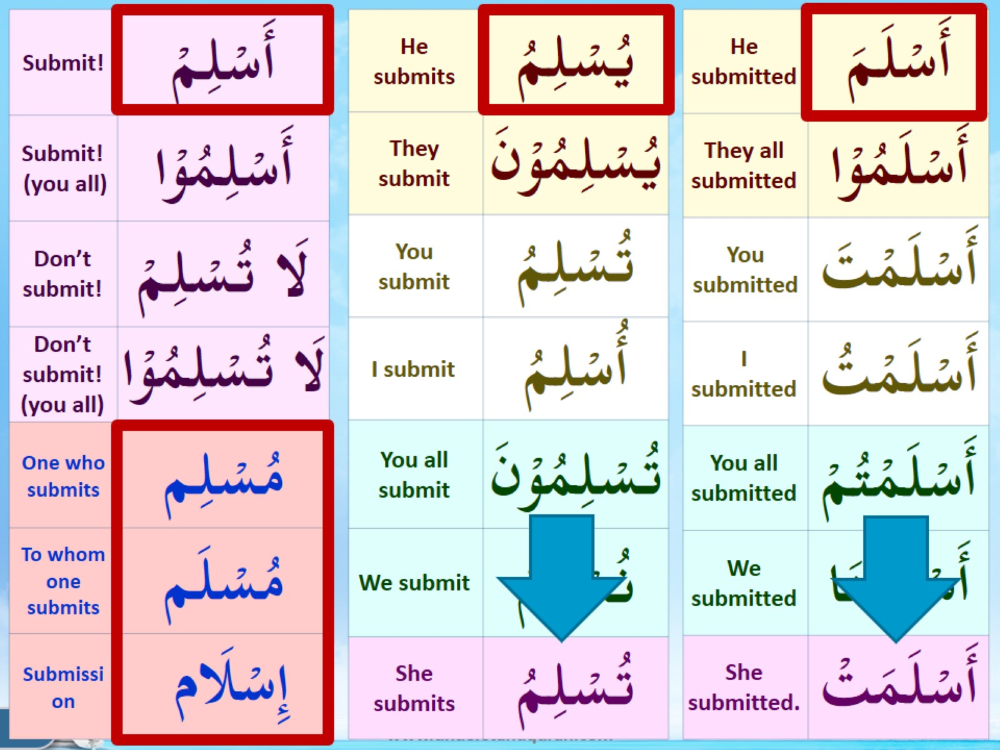 Submit! أَسْلِمْ
Submit!
(you all) أَسْلِمُوْا
Don’t
submit! لَا تُسْلِمْ
Don’t
submit!
(you all) لَا تُسْلِمُوْا
One who
submits مُسْلِم
To whom
one
submits مُسْلَم
Submissi
on إِسْلَام
He
submits يُسْلِمُ
They
submit يُسْلِمُوْنَ
You
submit تُسْلِمُ
I submit أُسْلِمُ
You all
submit تُسْلِمُوْنَ
We submit
She
submits تُسْلِمُ
He
submitted أَسْلَمَ
They all
submitted أَسْلَمُوْا
You
submitted أَسْلَمْتَ
I
submitted أَسْلَمْتُ
You all
submitted أَسْلَمْتُمْ
We
submitted
She
submitted. أَسْلَمَتْ